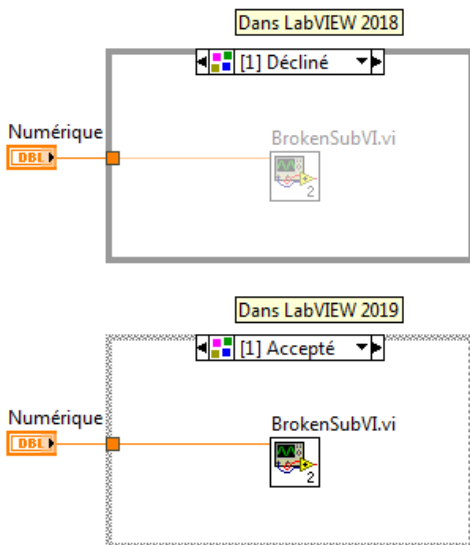 Dans LabVIEW 2018
[1] Décliné
Numérique
DBL
BrokenSubVI.vi
2
Dans LabVIEW 2019
[1] Accepté
Numérique
DBL
BrokenSubVI.vi
2